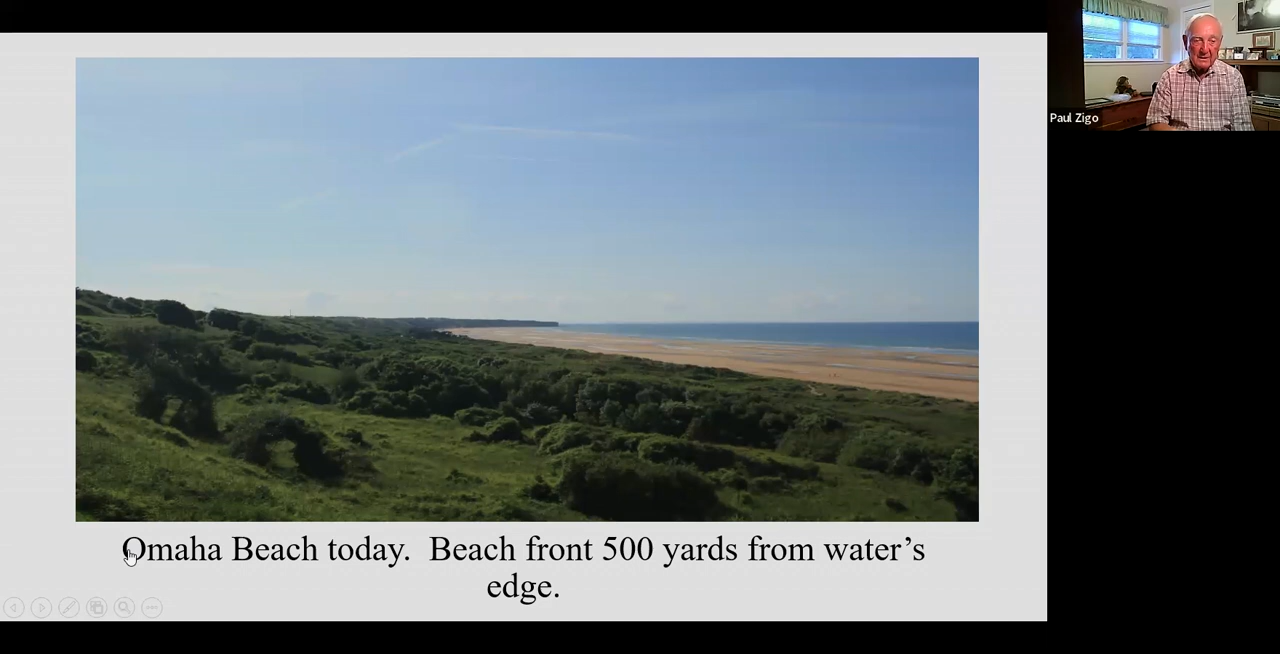 Paul Zigo
Omaha Beach today.  Beach front 500 yards from water’s
edge.